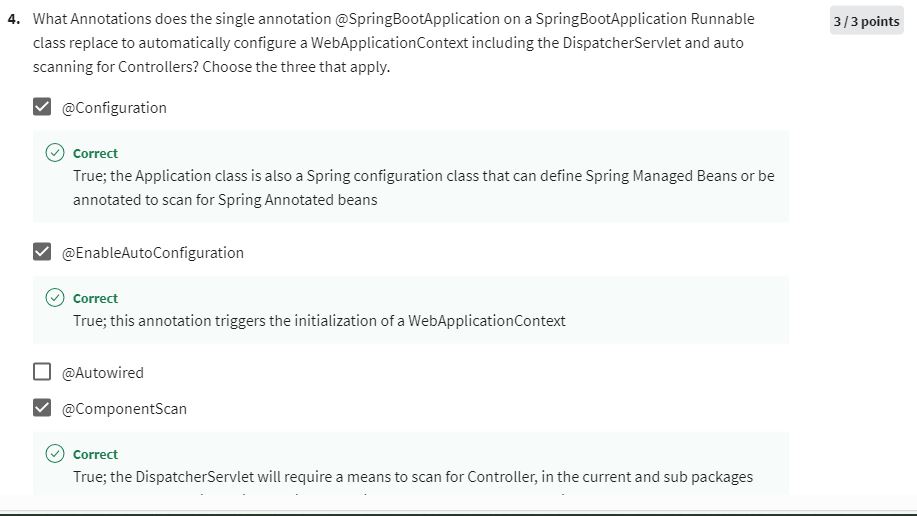 4. What Annotations does the single annotation @SpringBootApplication on a SpringBootApplication Runnable
3 / 3 points
class replace to automatically configure a WebApplicationContext including the DispatcherServlet and auto
scanning for Controllers? Choose the three that apply.
@Configuration
Correct
True; the Application class is also a Spring configuration class that can define Spring Managed Beans or be
annotated to scan for Spring Annotated beans
@EnableAutoConfiguration
Correct
True; this annotation triggers the initialization of a WebApplicationContext
@Autowired
@ComponentScan
Correct
True; the DispatcherServlet will require a means to scan for Controller, in the current and sub packages